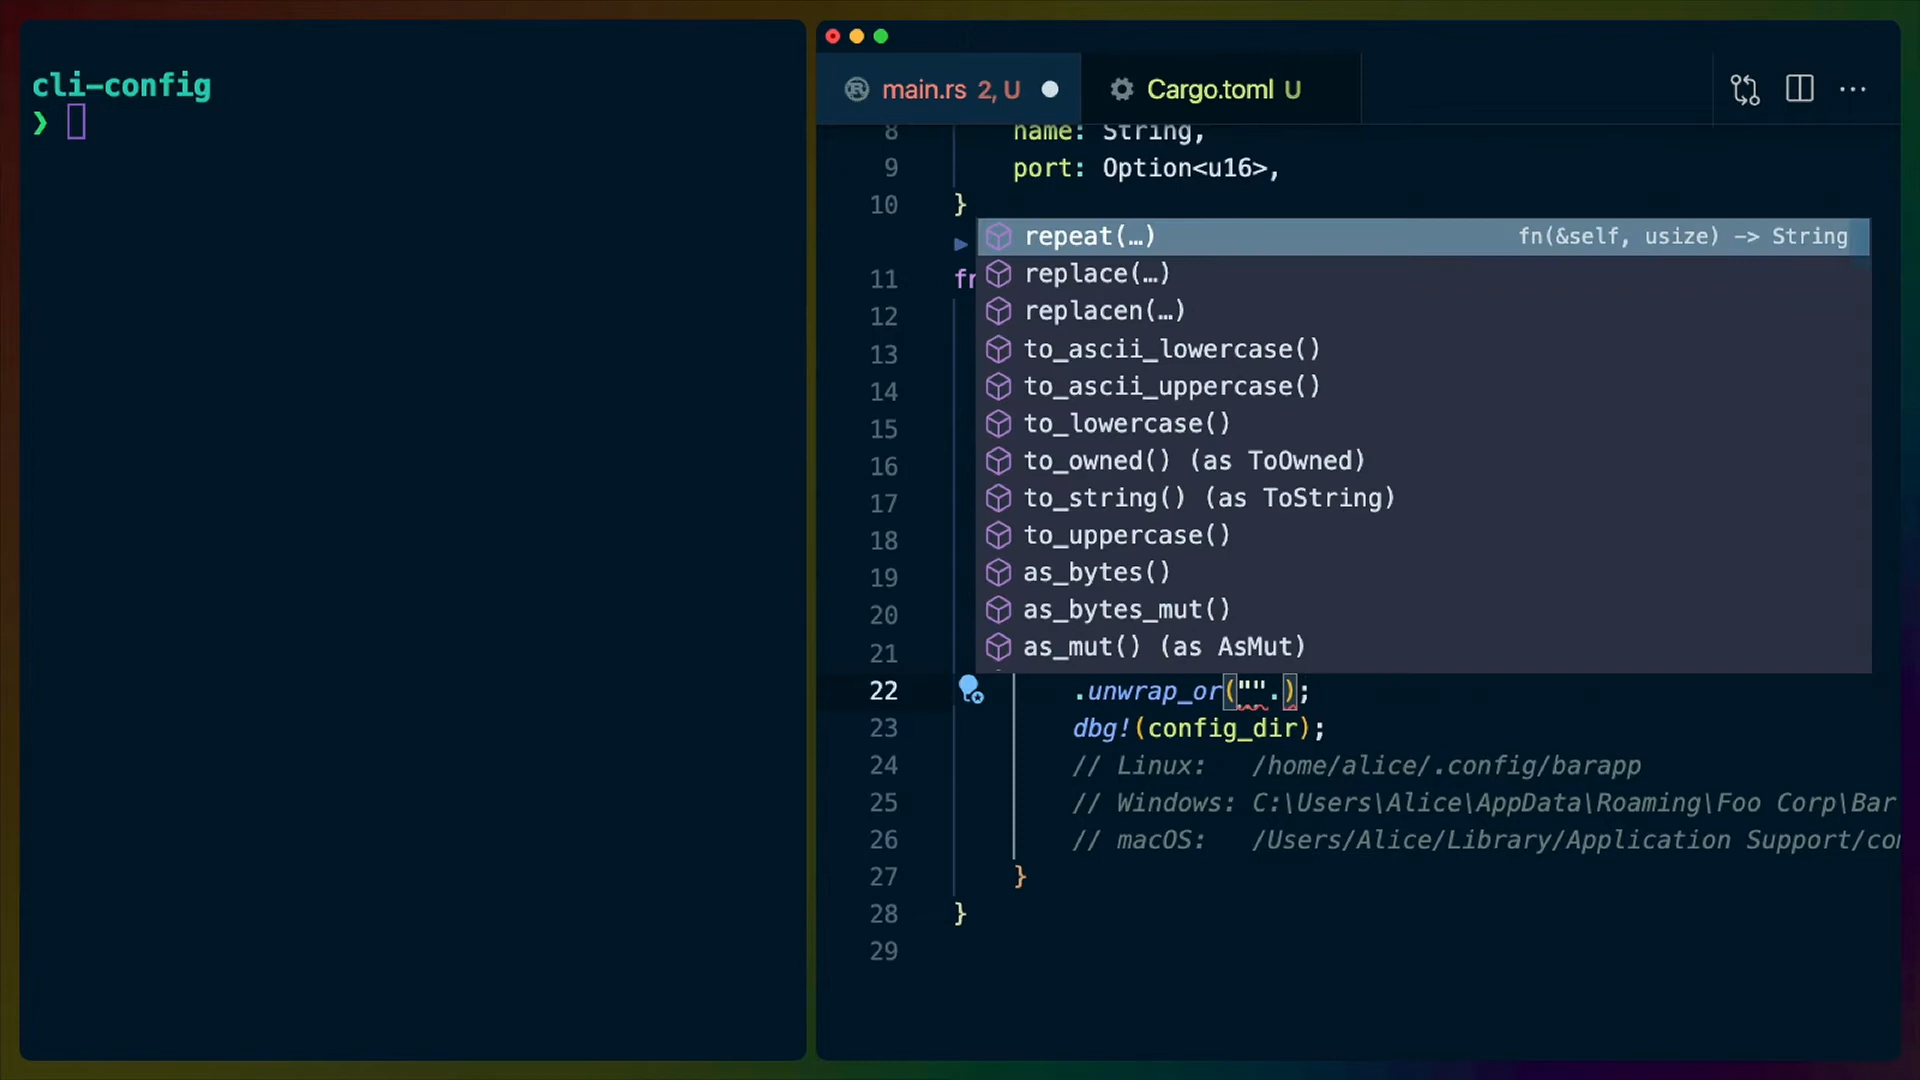 cli-config
❯
main.rs 2, U
Cargo.toml U
8 name: String,
9 port: Option<u16>,
10 }
repeat(…) fn(&self, usize) -> String
11 fn
replace(…)
12
replacen(…)
13
to_ascii_lowercase()
14
to_ascii_uppercase()
15
to_lowercase()
16
to_owned() (as ToOwned)
17
to_string() (as ToString)
18
to_uppercase()
19
as_bytes()
20
as_bytes_mut()
21
as_mut() (as AsMut)
22 .unwrap_or("".);
23 dbg!(config_dir);
24 // Linux: /home/alice/.config/barapp
25 // Windows: C:\Users\Alice\AppData\Roaming\Foo Corp\Bar
26 // macOS: /Users/Alice/Library/Application Support/co
27 }
28 }
29